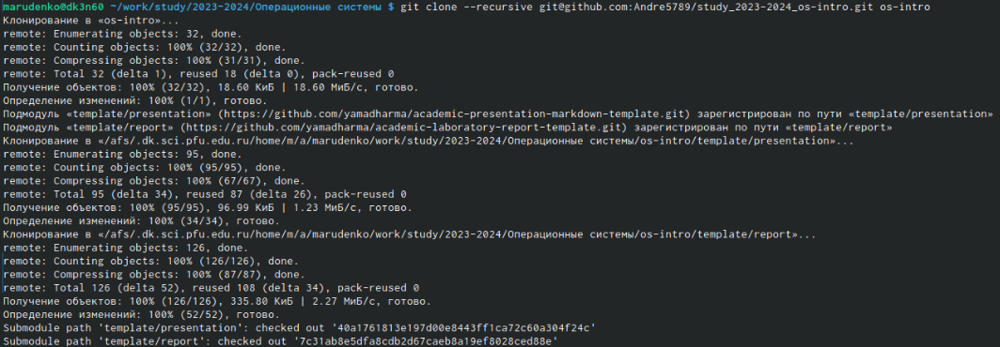 marudenko@dk3n60 ~/work/study/2023-2024/Операционные системы $ git clone --recursive git@github.com:Andre5789/study_2023-2024_os-intro.git os-intro
Клонирование в «os-intro»...
remote: Enumerating objects: 32, done.
remote: Counting objects: 100% (32/32), done.
remote: Compressing objects: 100% (31/31), done.
remote: Total 32 (delta 1), reused 18 (delta 0), pack-reused 0
Получение объектов: 100% (32/32), 18.60 КиБ | 18.60 МиБ/с, готово.
Определение изменений: 100% (1/1), готово.
Подмодуль «template/presentation» (https://github.com/yamadharma/academic-presentation-markdown-template.git) зарегистрирован по пути «template/presentation»
Подмодуль «template/report» (https://github.com/yamadharma/academic-laboratory-report-template.git) зарегистрирован по пути «template/report»
Клонирование в «/afs/.dk.sci.pfu.edu.ru/home/m/a/marudenko/work/study/2023-2024/Операционные системы/os-intro/template/presentation»...
remote: Enumerating objects: 95, done.
remote: Counting objects: 100% (95/95), done.
remote: Compressing objects: 100% (67/67), done.
remote: Total 95 (delta 34), reused 87 (delta 26), pack-reused 0
Получение объектов: 100% (95/95), 96.99 КиБ | 1.23 МиБ/с, готово.
Определение изменений: 100% (34/34), готово.
Клонирование в «/afs/.dk.sci.pfu.edu.ru/home/m/a/marudenko/work/study/2023-2024/Операционные системы/os-intro/template/report»...
remote: Enumerating objects: 126, done.
remote: Counting objects: 100% (126/126), done.
remote: Compressing objects: 100% (87/87), done.
remote: Total 126 (delta 52), reused 108 (delta 34), pack-reused 0
Получение объектов: 100% (126/126), 335.80 КиБ | 2.27 МиБ/с, готово.
Определение изменений: 100% (52/52), готово.
Submodule path 'template/presentation': checked out '40a1761813e197d00e8443ff1ca72c60a304f24c'
Submodule path 'template/report': checked out '7c31ab8e5dfa8cdb2d67caeb8a19ef8028ced88e'